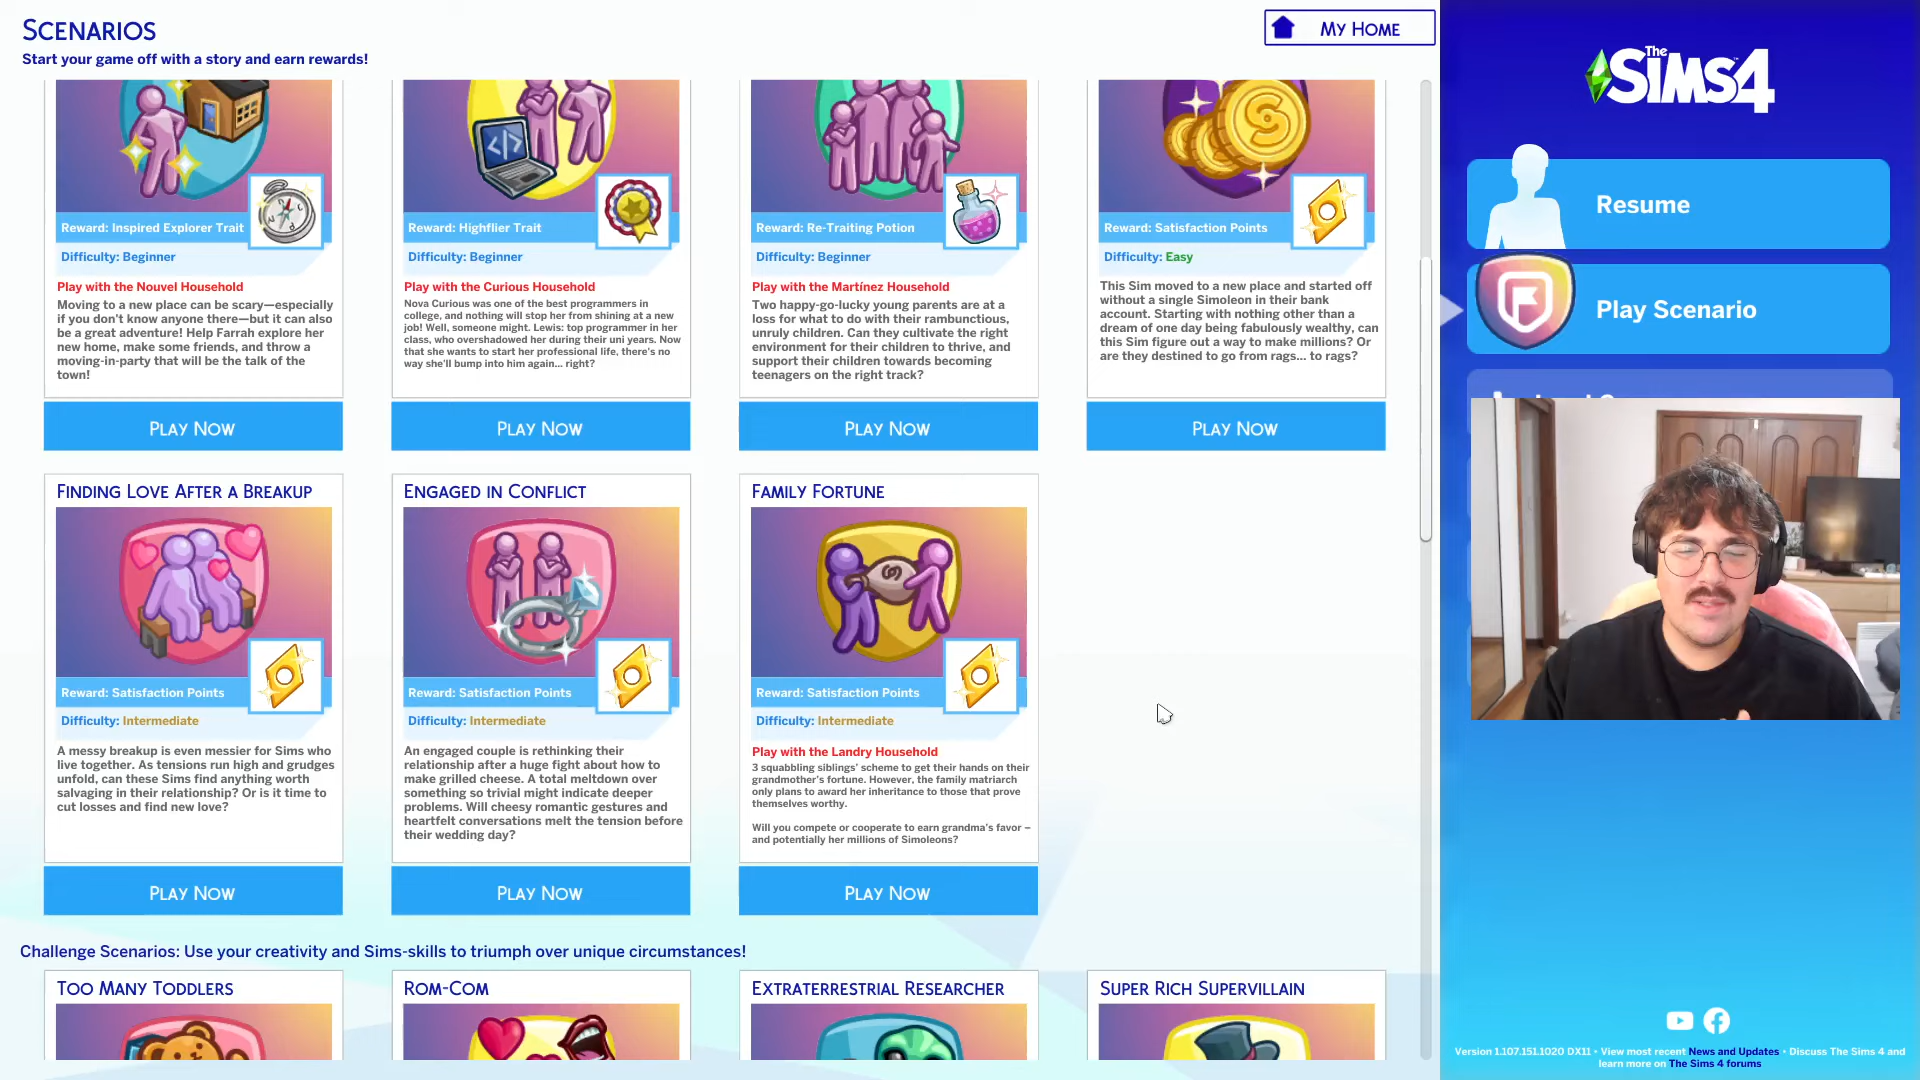 SCENARIOS
Start your game off with a story and earn rewards!
MY HOME
The
SIMS4
Resume
Play Scenario
Reward: Inspired Explorer Trait
Difficulty: Beginner
Play with the Nouvel Household
Moving to a new place can be scary—especially
if you don't know anyone there—but it can also
be a great adventure! Help Farrah explore her
new home, make some friends, and throw a
moving-in-party that will be the talk of the
town!
PLAY NOW
Reward: Highflier Trait
Difficulty: Beginner
Play with the Curious Household
Nova Curious was one of the best programmers in
college, and nothing will stop her from shining at a new
job! Well, someone might. Lewis: top programmer in her
class, who overshadowed her during their uni years. Now
that she wants to start her professional life, there's no
way she'll bump into him again... right?
PLAY NOW
Reward: Re-Traiting Potion
Difficulty: Beginner
Play with the Martínez Household
Two happy-go-lucky young parents are at a
loss for what to do with their rambunctious,
unruly children. Can they cultivate the right
environment for their children to thrive, and
support their children towards becoming
teenagers on the right track?
PLAY NOW
Reward: Satisfaction Points
Difficulty: Easy
This Sim moved to a new place and started off
without a single Simoleon in their bank
account. Starting with nothing other than a
dream of one day being fabulously wealthy, can
this Sim figure out a way to make millions? Or
are they destined to go from rags... to rags?
PLAY NOW
FINDING LOVE AFTER A BREAKUP
Reward: Satisfaction Points
Difficulty: Intermediate
A messy breakup is even messier for Sims who
live together. As tensions run high and grudges
unfold, can these Sims find anything worth
salvaging in their relationship? Or is it time to
cut losses and find new love?
PLAY NOW
ENGAGED IN CONFLICT
Reward: Satisfaction Points
Difficulty: Intermediate
An engaged couple is rethinking their
relationship after a huge fight about how to
make grilled cheese. A total meltdown over
something so trivial might indicate deeper
problems. Will cheesy romantic gestures and
heartfelt conversations melt the tension before
their wedding day?
PLAY NOW
FAMILY FORTUNE
Reward: Satisfaction Points
Difficulty: Intermediate
Play with the Landry Household
3 squabbling siblings' scheme to get their hands on their
grandmother's fortune. However, the family matriarch
only plans to award her inheritance to those that prove
themselves worthy.
Will you compete or cooperate to earn grandma's favor –
and potentially her millions of Simoleons?
PLAY NOW
Challenge Scenarios: Use your creativity and Sims-skills to triumph over unique circumstances!
TOO MANY TODDLERS
ROM-COM
EXTRATERRESTRIAL RESEARCHER
SUPER RICH SUPERVILLAIN
Version 1.107.151.1020 DX11 • View most recent News and Updates • Discuss The Sims 4 and
learn more on The Sims 4 forums